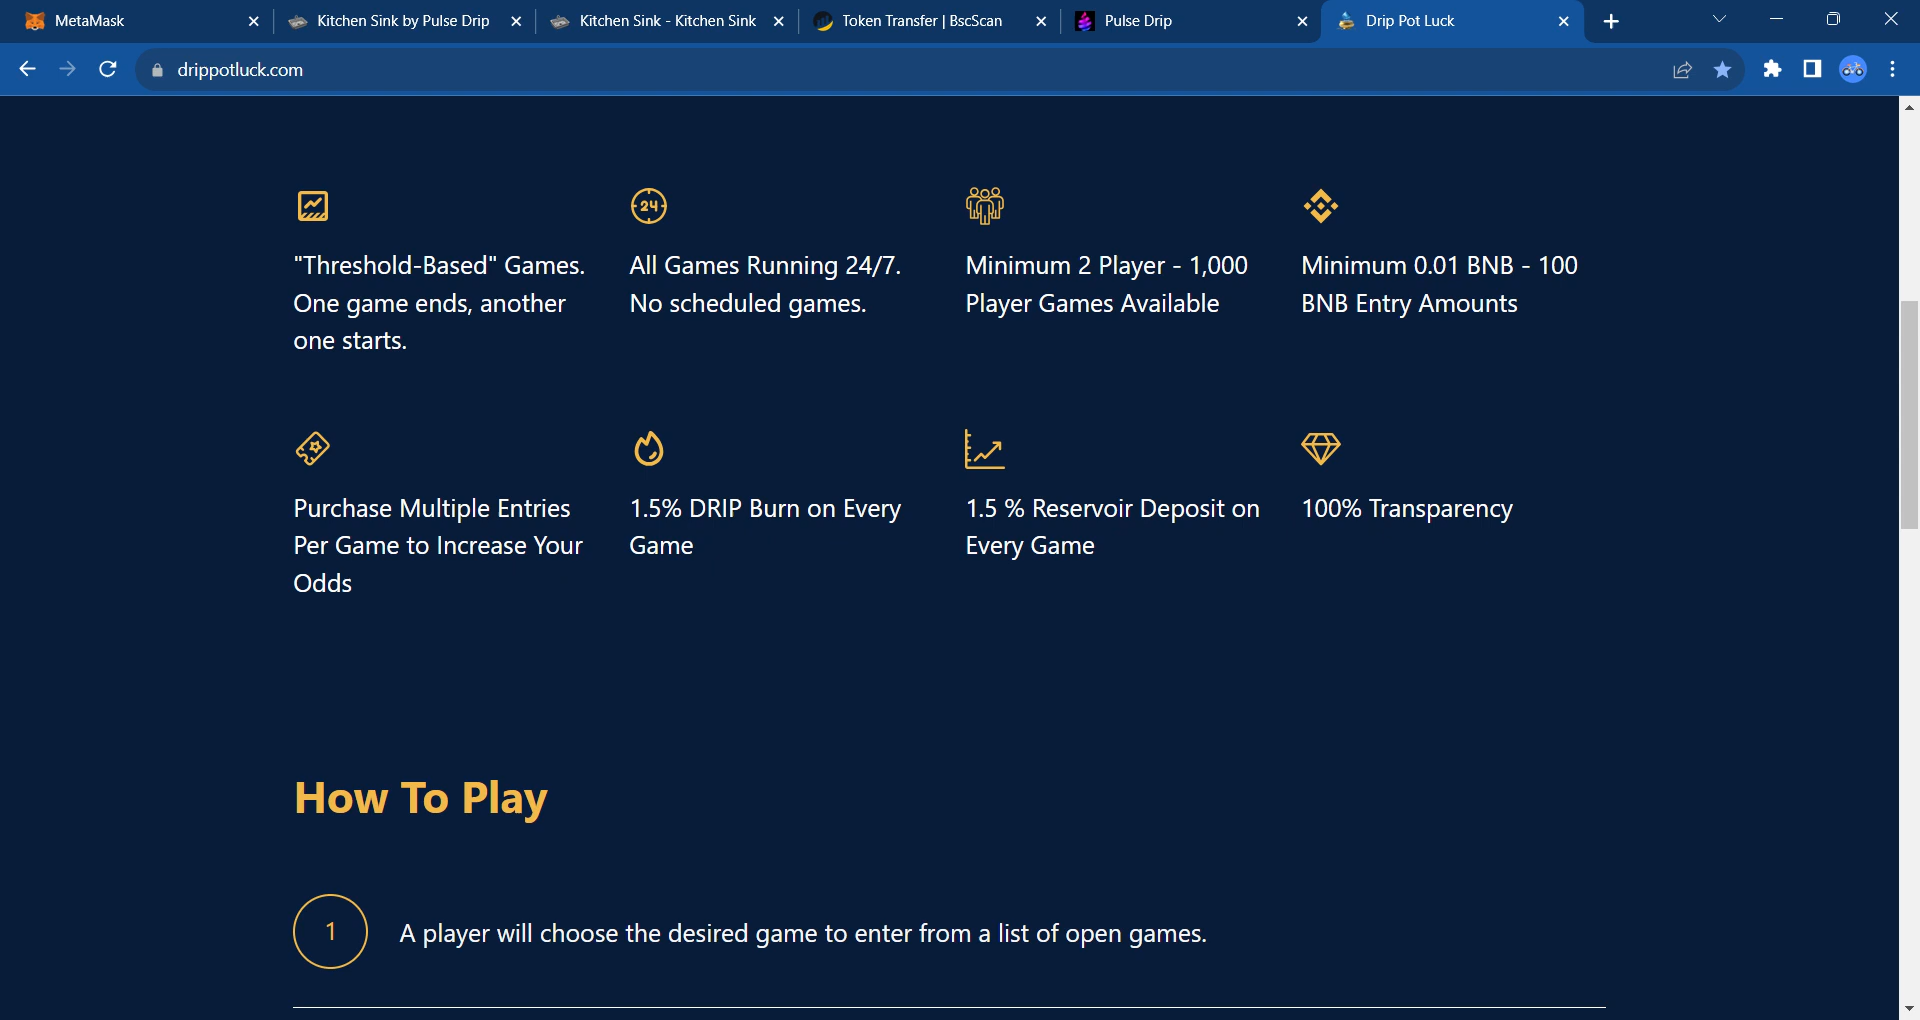 MetaMask
Kitchen Sink by Pulse Drip
Kitchen Sink - Kitchen Sink
Token Transfer | BscScan
Pulse Drip
Drip Pot Luck
drippotluck.com
24
"Threshold-Based" Games.
One game ends, another
one starts.
All Games Running 24/7.
No scheduled games.
Minimum 2 Player - 1,000
Player Games Available
Minimum 0.01 BNB - 100
BNB Entry Amounts
Purchase Multiple Entries
Per Game to Increase Your
Odds
1.5% DRIP Burn on Every
Game
1.5 % Reservoir Deposit on
Every Game
100% Transparency
How To Play
1
A player will choose the desired game to enter from a list of open games.